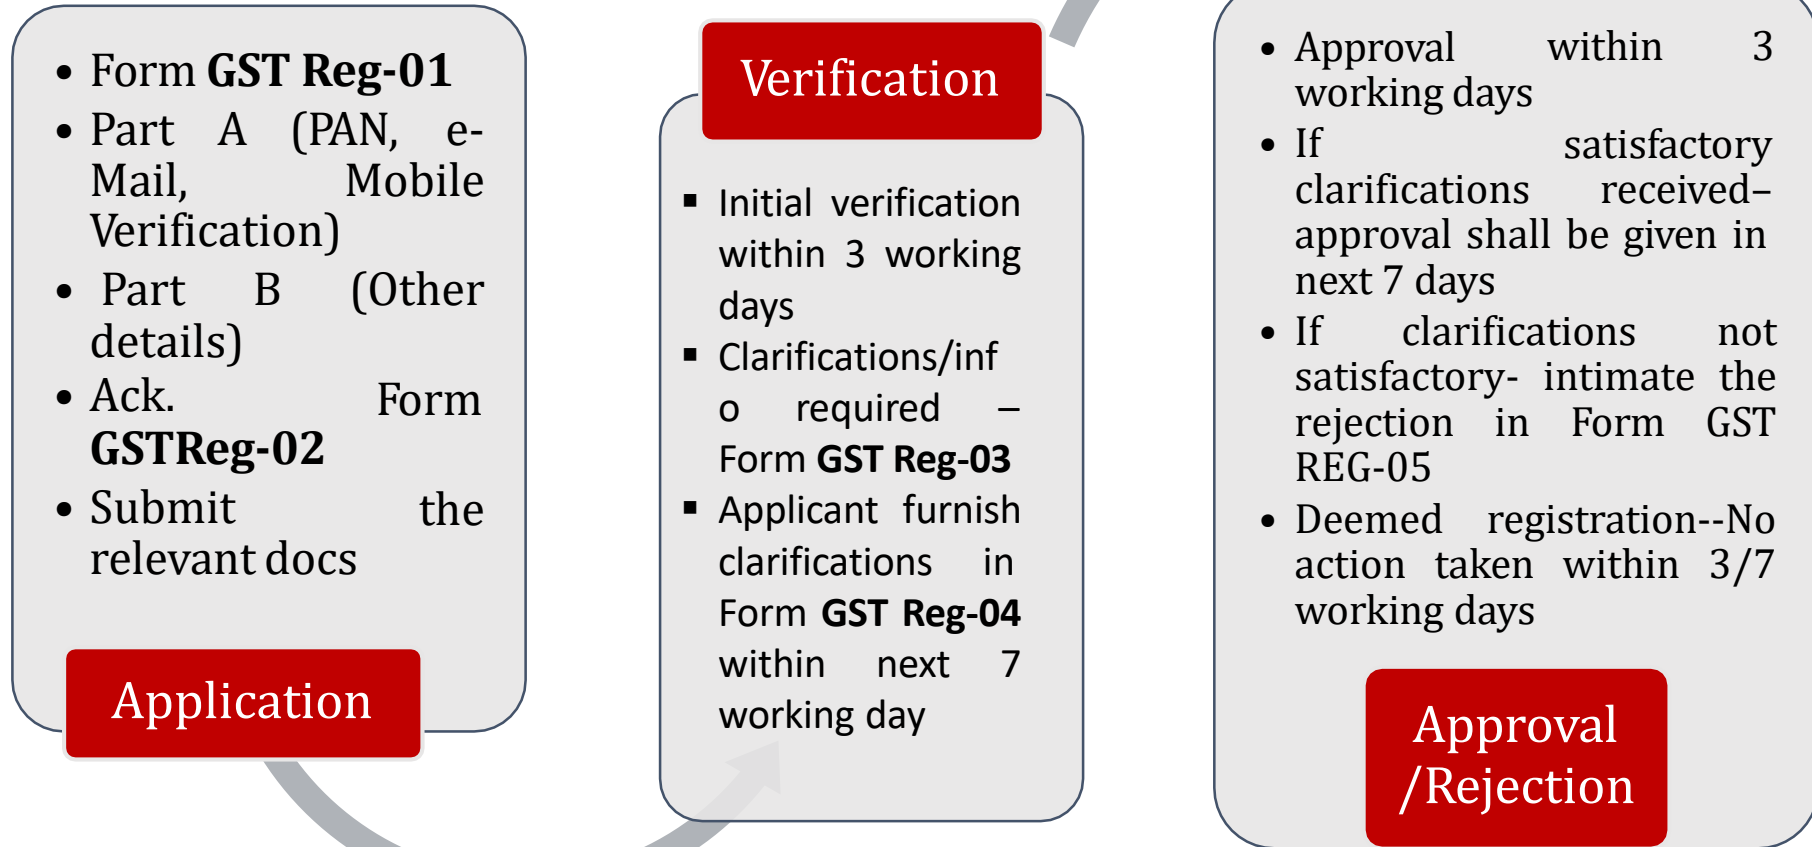 • Form GST Reg-01
• Part A (PAN, e-
Mail, Mobile
Verification)
• Part B (Other
details)
• Ack. Form
GSTReg-02
• Submit the
relevant docs
Application
Verification
▪ Initial verification
within 3 working
days
▪ Clarifications/inf
o required –
Form GST Reg-03
▪ Applicant furnish
clarifications in
Form GST Reg-04
within next 7
working day
• Approval within 3
working days
• If satisfactory
clarifications received–
approval shall be given in
next 7 days
• If clarifications not
satisfactory- intimate the
rejection in Form GST
REG-05
• Deemed registration--No
action taken within 3/7
working days
Approval
/Rejection